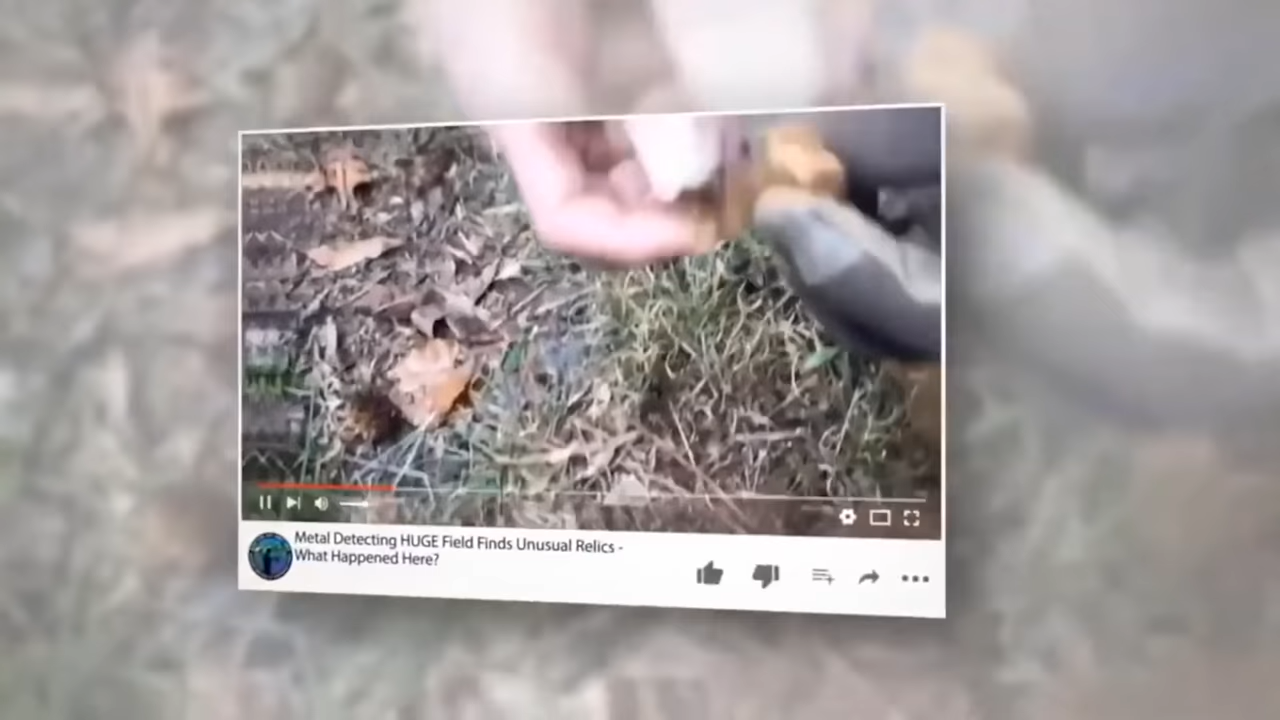 Metal Detecting HUGE Field Finds Unusual Relics -
What Happened Here?